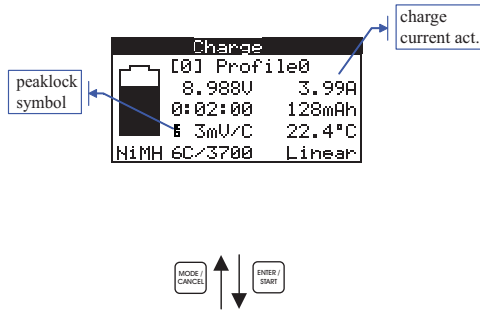 charge
current act.
Charge
[0] Profile0
8.988V 3.99A
peaklock
symbol
0:02:00 128mAh
3mV/C 22.4°C
NiMH 6C/3700 Linear
MODE /
CANCEL
ENTER /
START